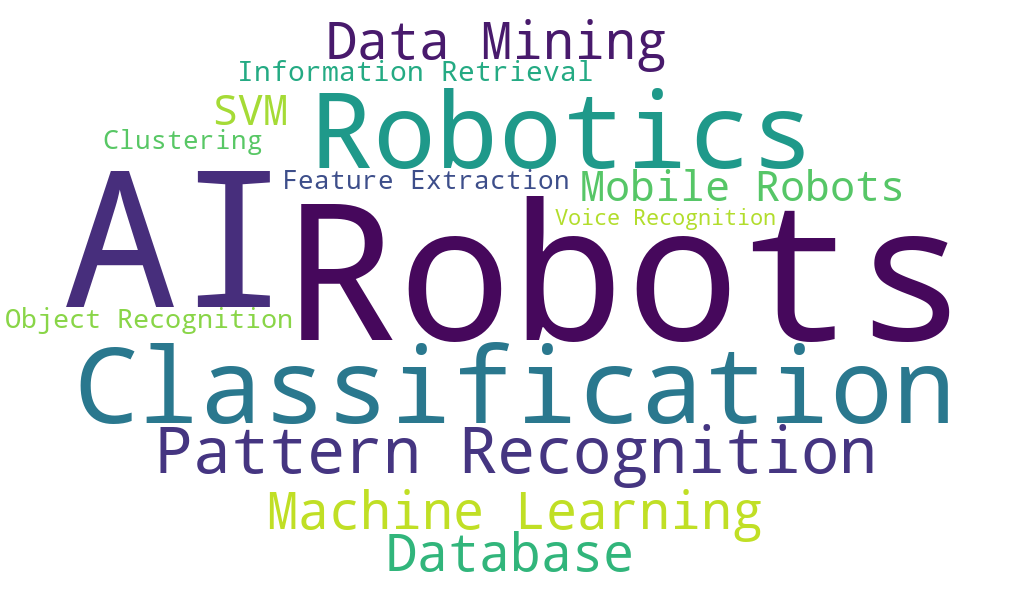 Data Mining
Information Retrieval
SVM
Robotics
Clustering
AI
Feature Extraction
Mobile Robots
Voice Recognition
Robots
Object Recognition
Classification
Pattern Recognition
Machine Learning
Database